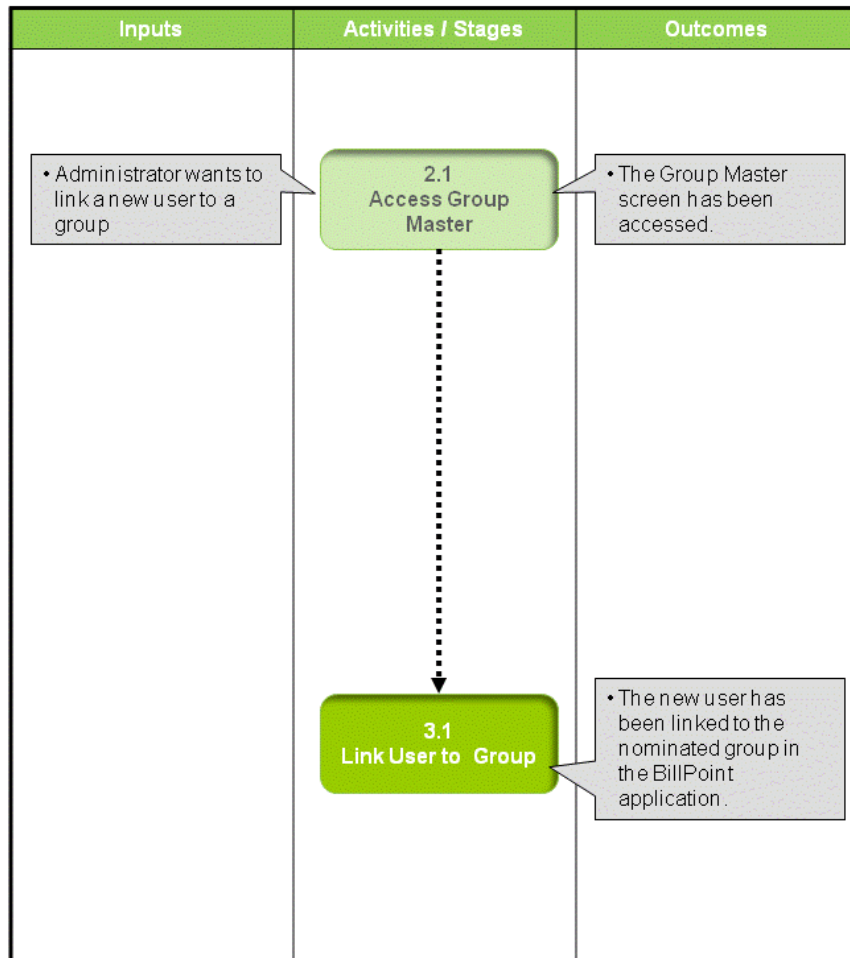 Inputs
Activities / Stages
Outcomes
• Administrator wants to
link a new user to a
group
2.1
Access Group
Master
• The Group Master
screen has been
accessed.
3.1
Link User to Group
• The new user has
been linked to the
nominated group in
the BillPoint
application.